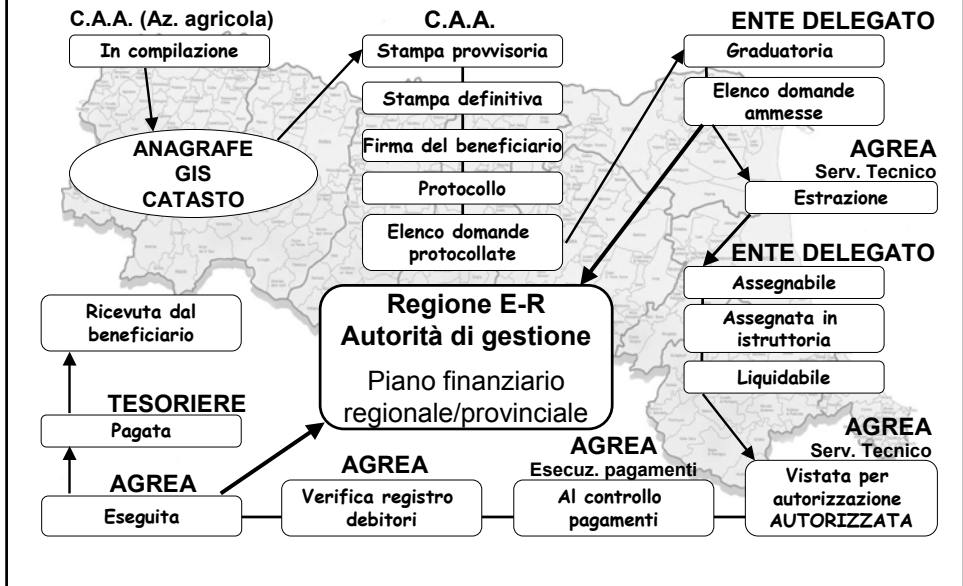 C.A.A. (Az. agricola)
In compilazione
ANAGRAFE
GIS
CATASTO
C.A.A.
Stampa provvisoria
Stampa definitiva
Firma del beneficiario
Protocollo
Elenco domande
protocollate
ENTE DELEGATO
Graduatoria
Elenco domande
ammesse
AGREA
Serv. Tecnico
Estrazione
ENTE DELEGATO
Assegnabile
Assegnata in
istruttoria
Liquidabile
AGREA
Serv. Tecnico
Vistata per
autorizzazione
AUTORIZZATA
AGREA
Esecuz. pagamenti
Al controllo
pagamenti
AGREA
Verifica registro
debitori
AGREA
Eseguita
TESORIERE
Pagata
Ricevuta dal
beneficiario
Regione E-R
Autorità di gestione
Piano finanziario
regionale/provinciale